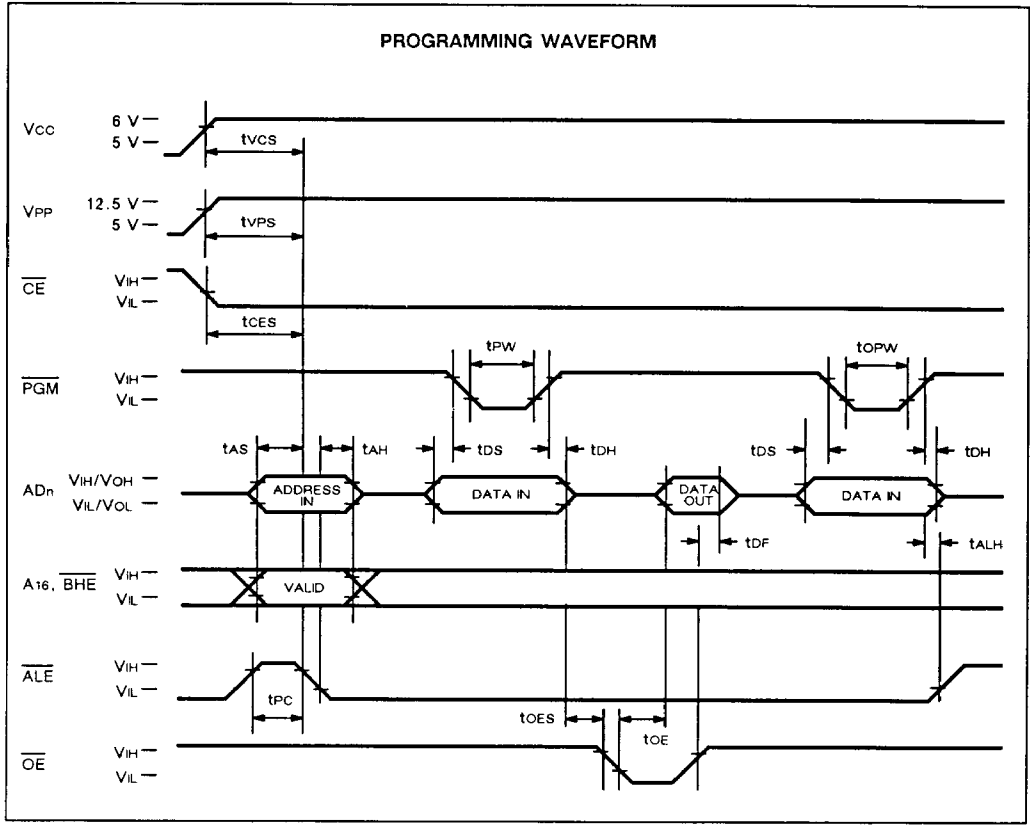 PROGRAMMING WAVEFORM
VCC 6 V
5 V
tVCS
VPP 12.5 V
5 V
tVPS
CE VIH
VIL
tCES
PGM VIH
VIL
tPW
tOPW
tAS
tAH
tDS
tDH
tDS
tDH
ADn VIH/VOH
VIL/VOL
ADDRESS
IN
DATA IN
DATA
OUT
DATA IN
tDF
tALH
A16, BHE VIH
VIL
VALID
ALE VIH
VIL
tPC
tOES
tOE
OE VIH
VIL